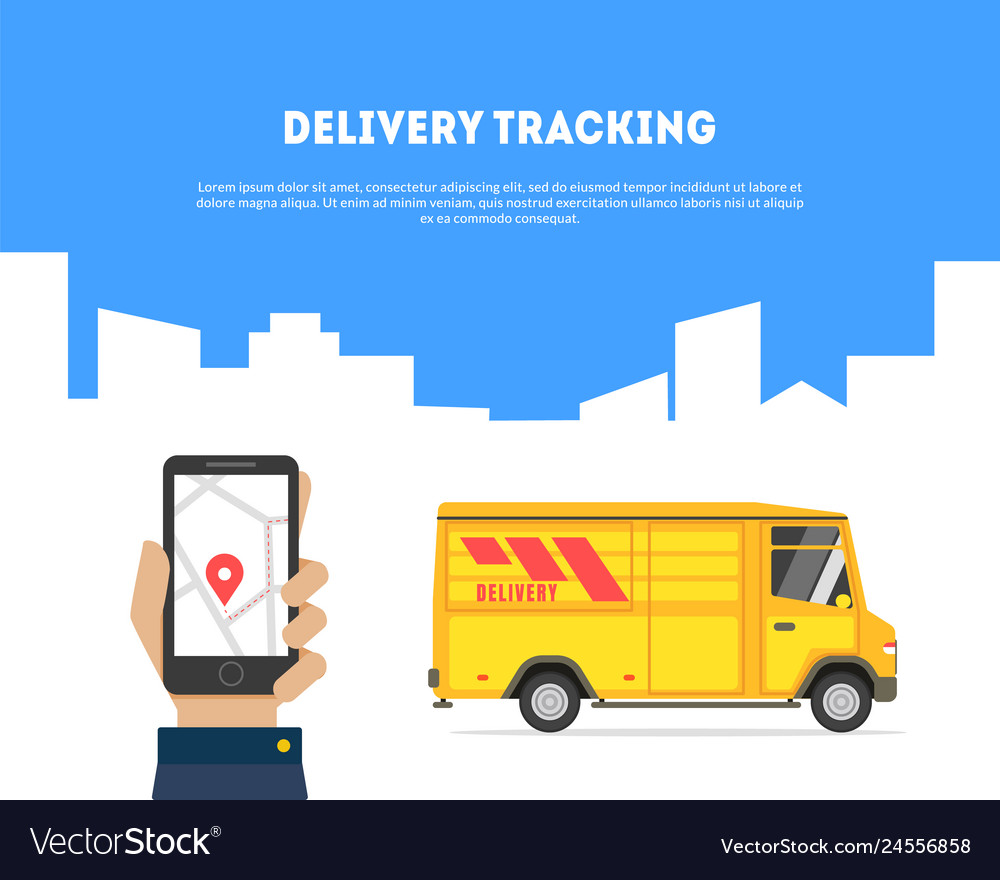 DELIVERY TRACKING
Lorem ipsum dolor sit amet, consectetur adipiscing elit, sed do eiusmod tempor incididunt ut labore et
dolore magna aliqua. Ut enim ad minim veniam, quis nostrud exercitation ullamco laboris nisi ut aliquip
ex ea commodo consequat.
DELIVERY
VectorStock®
VectorStock.com/24556858